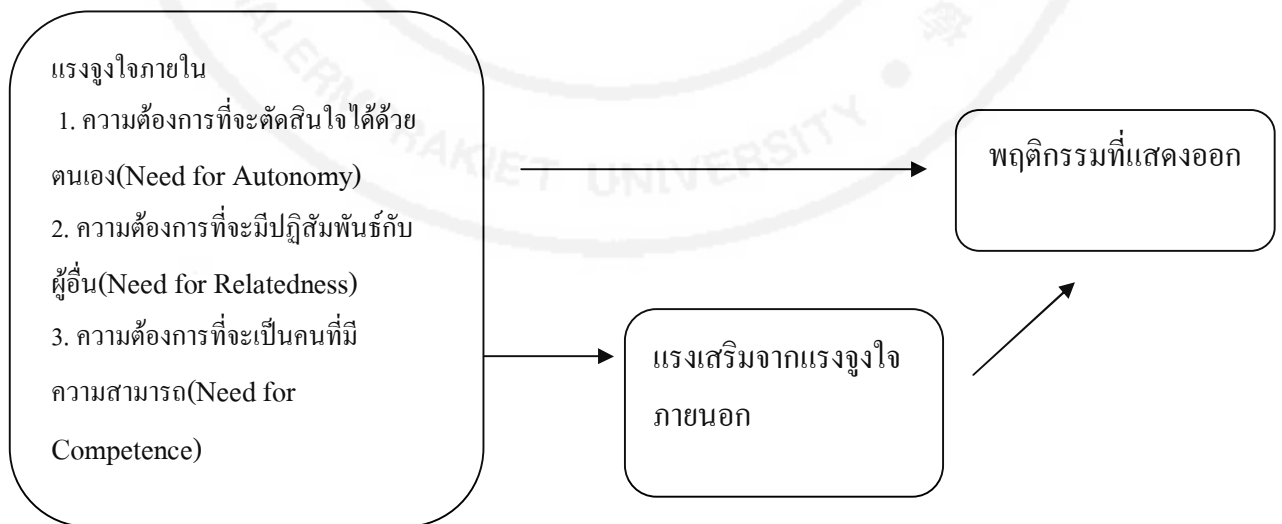 แรงจูงใจภายใน
1. ความต้องการที่จะตัดสินใจได้ด้วย
ตนเอง(Need for Autonomy)
2. ความต้องการที่จะมีปฏิสัมพันธ์กับ
ผู้อื่น(Need for Relatedness)
3. ความต้องการที่จะเป็นคนที่มี
ความสามารถ(Need for
Competence)
พฤติกรรมที่แสดงออก
แรงเสริมจากแรงจูงใจ
ภายนอก
UNIVERSITY